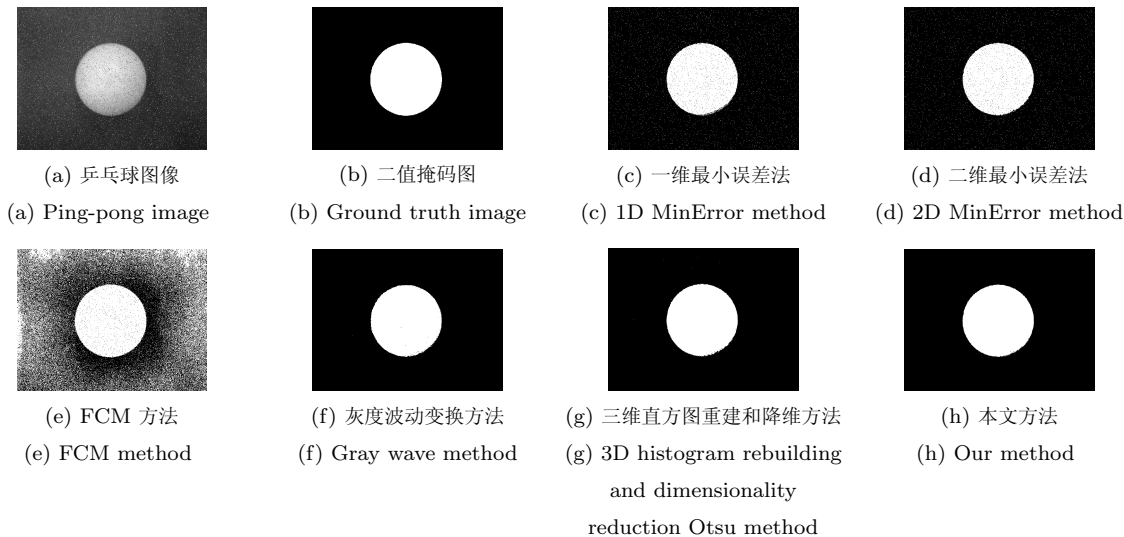 (a) 乒乓球图像
(b) 二值掩码图
(c) 一维最小误差法
(d) 二维最小误差法
(a) Ping-pong image
(b) Ground truth image
(c) 1D MinError method
(d) 2D MinError method
(e) FCM 方法
(f) 灰度波动变换方法
(g) 三维直方图重建和降维方法
(h) 本文方法
(e) FCM method
(f) Gray wave method
(g) 3D histogram rebuilding
and dimensionality
reduction Otsu method
(h) Our method